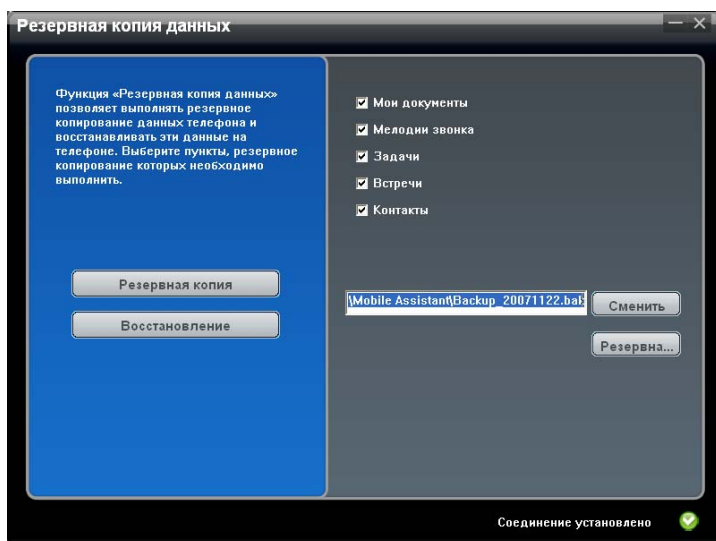 Резервная копия данных
Функция «Резервная копия данных»
позволяет выполнять резервное
копирование данных телефона и
восстанавливать эти данные на
телефоне. Выберите пункты, резервное
копирование которых необходимо
выполнить.
Резервная копия
Восстановление
Мои документы
Мелодии звонка
Задачи
Встречи
Контакты
\Mobile Assistant\Backup_20071122.bak
Сменить
Резервна...
Соединение установлено